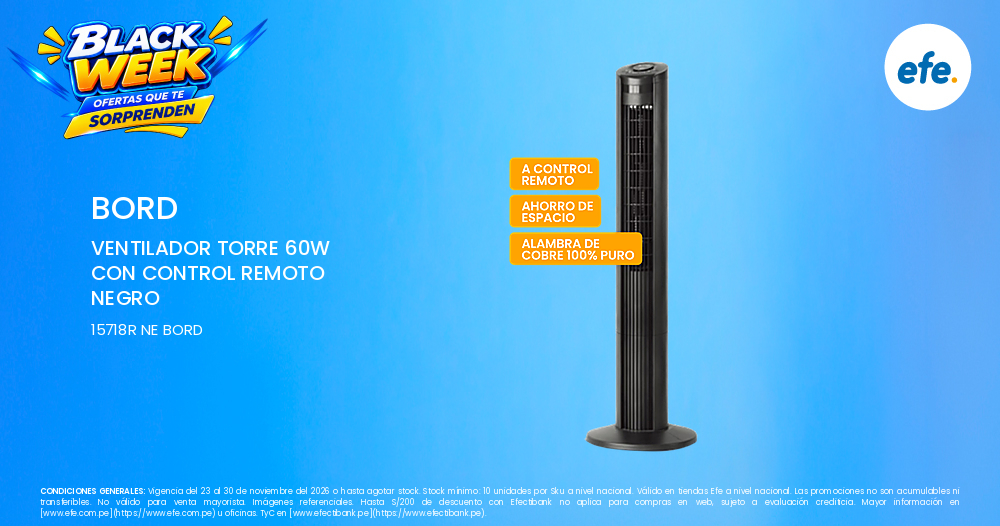 BLACK
WEEK
OFERTAS QUE TE
SORPRENDEN
efe.
A CONTROL
REMOTO
AHORRO DE
ESPACIO
ALAMBRA DE
COBRE 100% PURO
BORD
VENTILADOR TORRE 60W
CON CONTROL REMOTO
NEGRO
15718R NE BORD
CONDICIONES GENERALES: Vigencia del 23 al 30 de noviembre del 2026 o hasta agotar stock. Stock mínimo: 10 unidades por Sku a nivel nacional. Válido en tiendas Efe a nivel nacional. Las promociones no son acumulables ni
transferibles. No válido para venta mayorista. Imágenes referenciales. Hasta S/200 de descuento con Efectibank no aplica para compras en web, sujeto a evaluación crediticia. Mayor información en
[www.efe.com.pe](https://www.efe.com.pe) u oficinas. TyC en [www.efectibank.pe](https://www.efectibank.pe).